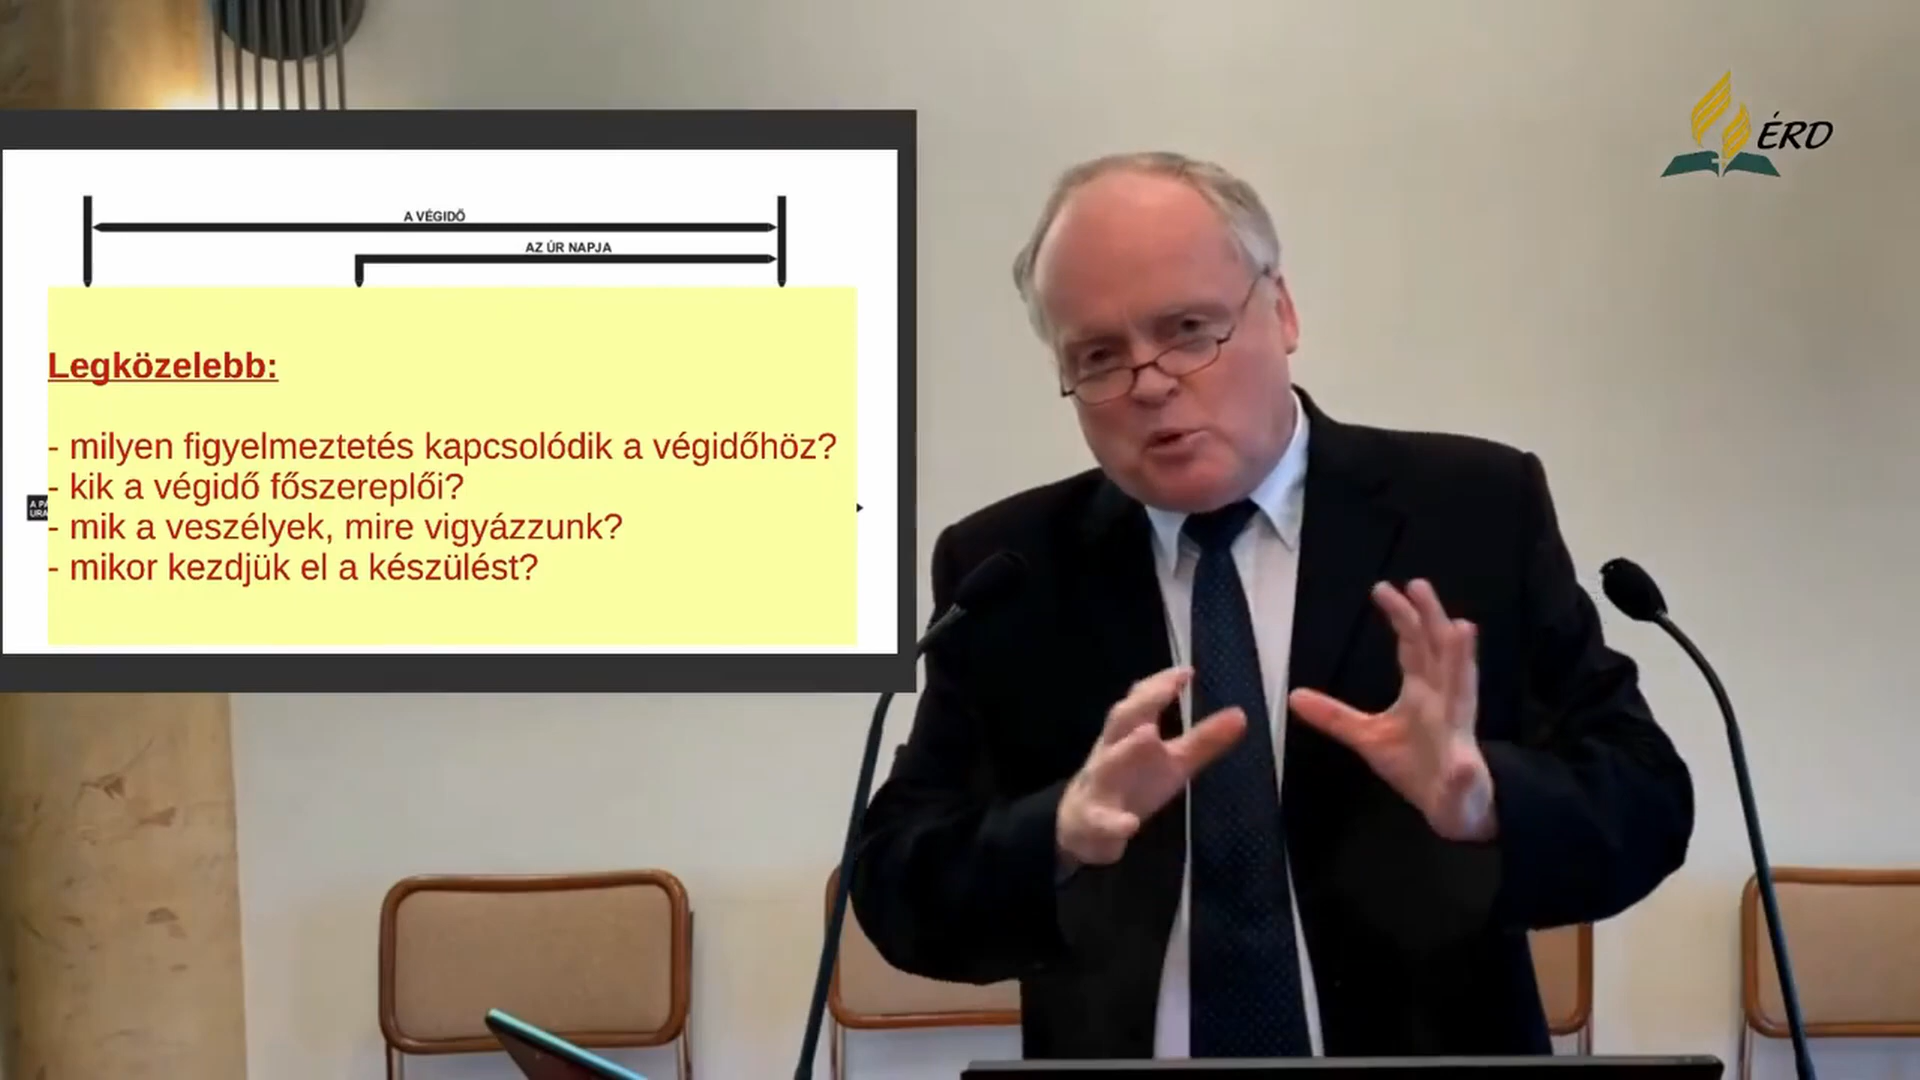 A VÉGIDŐ
AZ ÚR NAPJA
Legközelebb:
- milyen figyelmeztetés kapcsolódik a végidőhöz?
- kik a végidő főszereplői?
- mik a veszélyek, mire vigyázzunk?
- mikor kezdjük el a készülést?
ÉRD